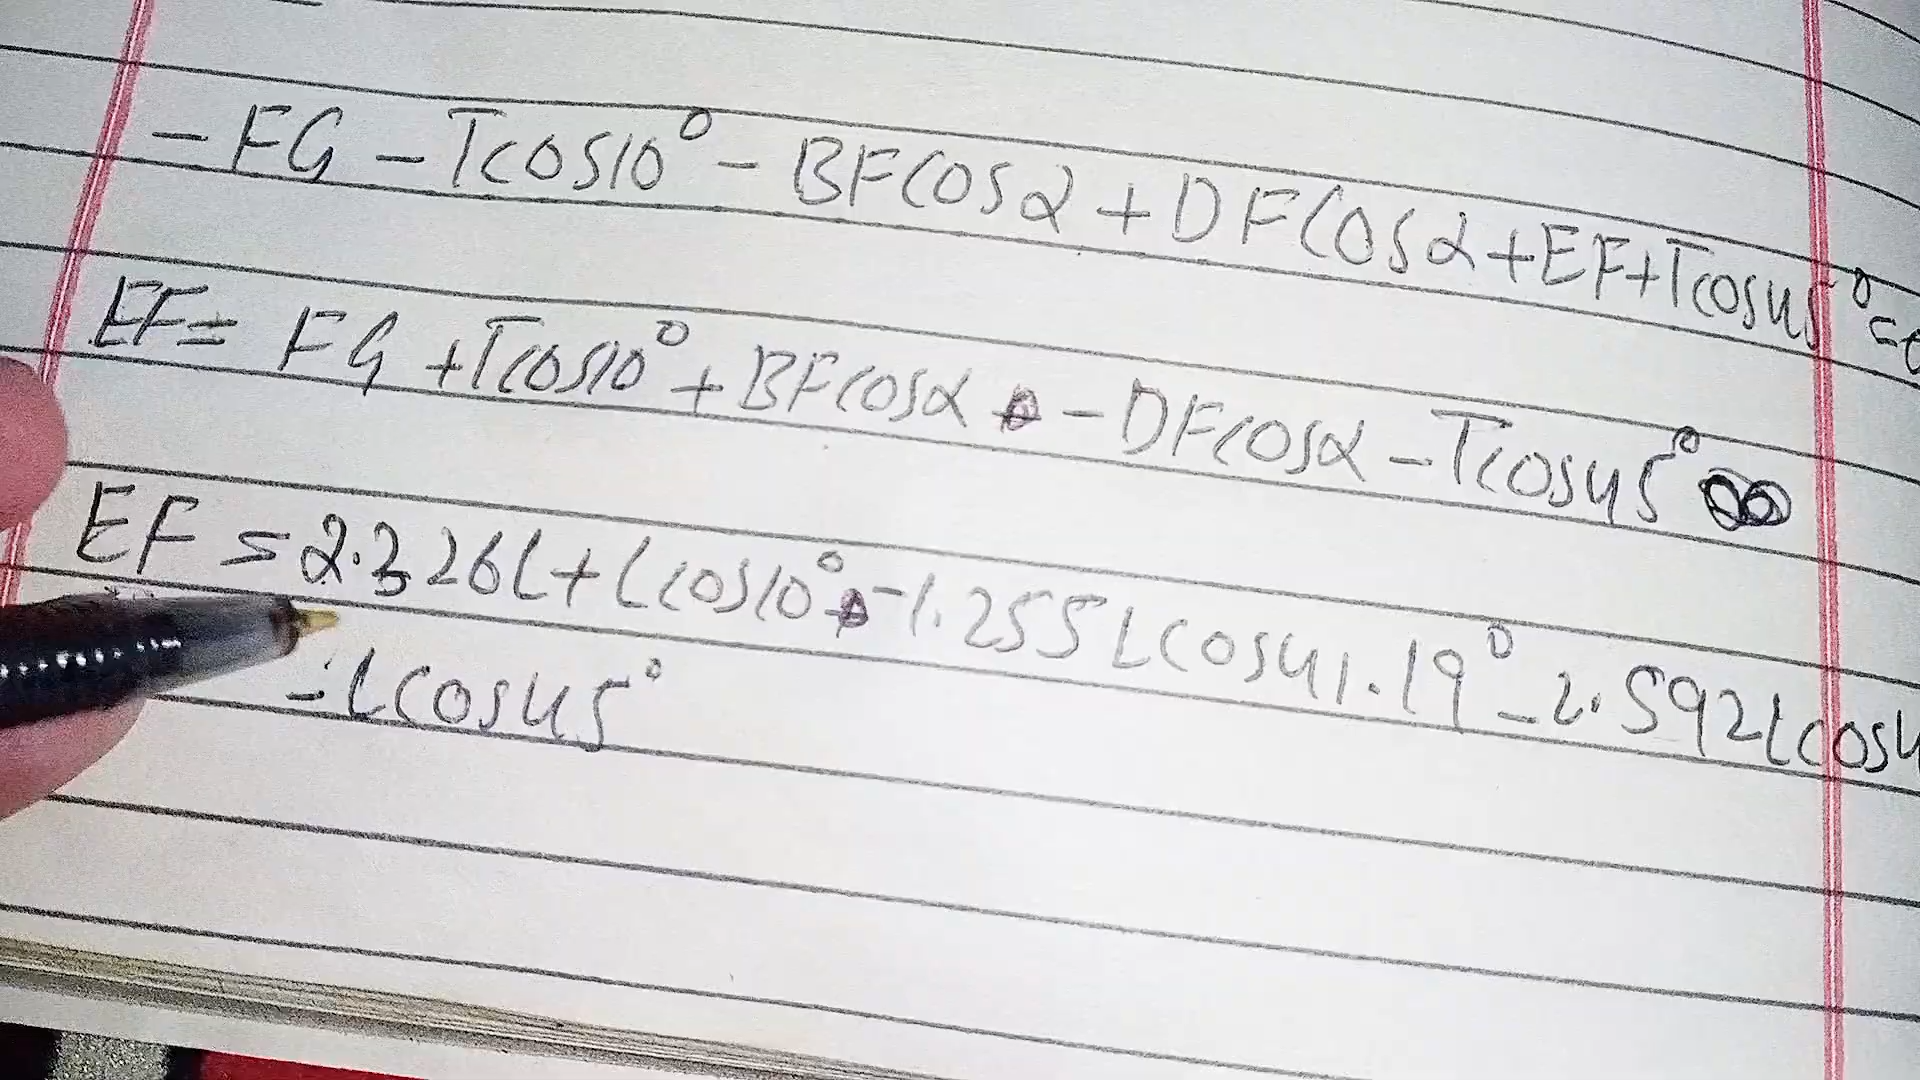 - FG - Tcos10° - BFCosα + DFCosα + EF + Tcos45° =0
EF = FG + Tcos10° + BFcosα - DFcosα - Tcos45°
EF = 2.326L + Lcos10° - 1.255Lcos41.19° - 2.592Lcos4
- Lcos45°